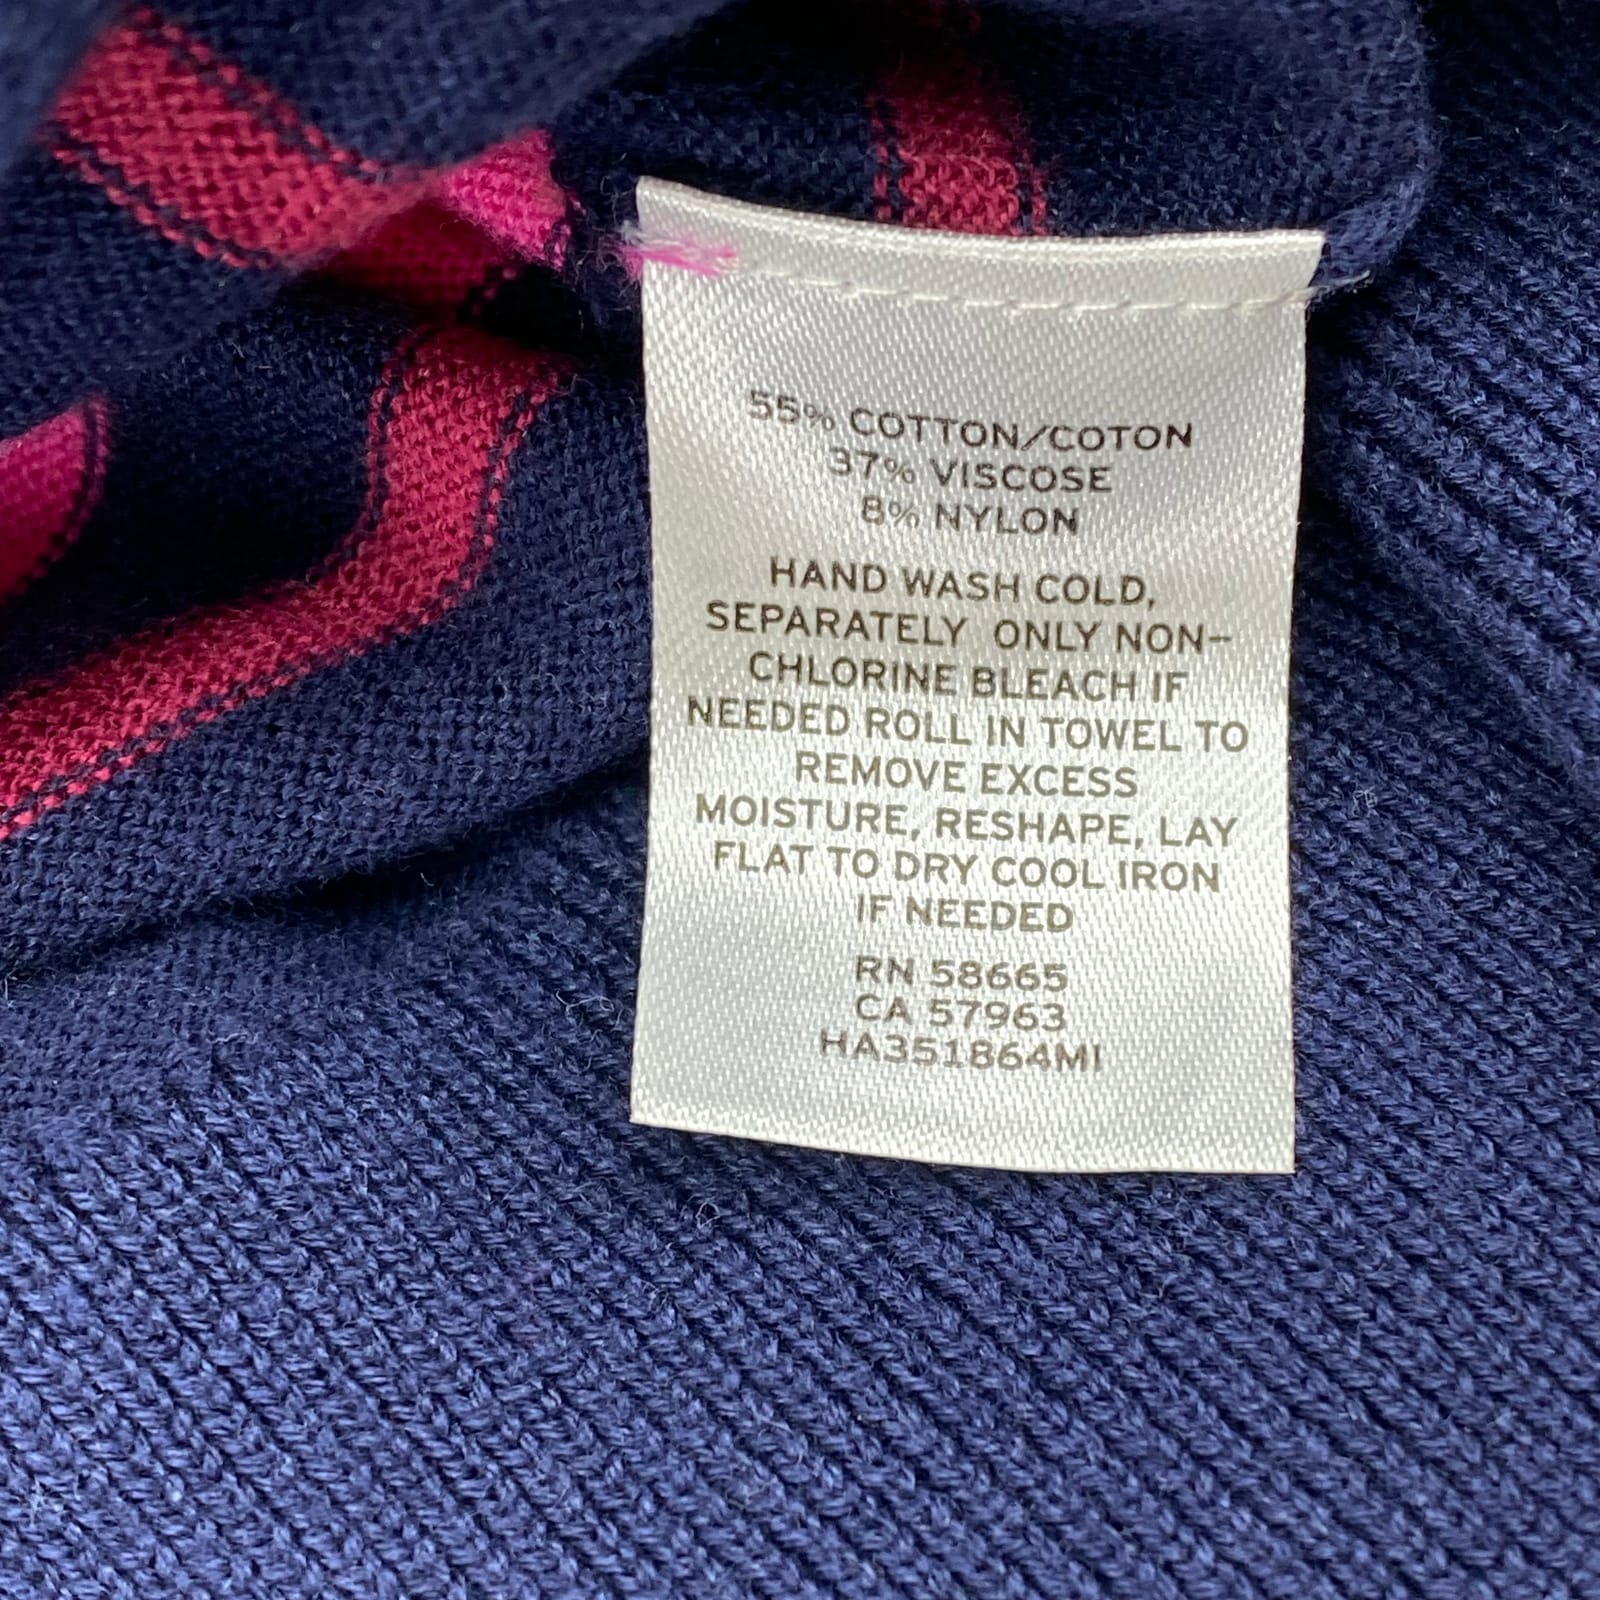 55% COTTON/COTON
37% VISCOSE
8% NYLON
HAND WASH COLD,
SEPARATELY ONLY NON-
CHLORINE BLEACH IF
NEEDED ROLL IN TOWEL TO
REMOVE EXCESS
MOISTURE, RESHAPE, LAY
FLAT TO DRY COOL IRON
IF NEEDED
RN 58665
CA 57963
HA351864MI